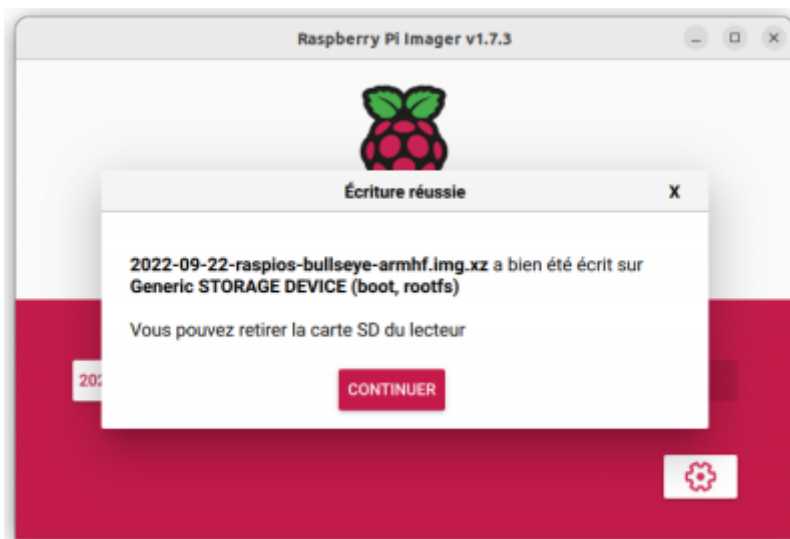 Raspberry Pi Imager v1.7.3
Écriture réussie
X
2022-09-22-raspios-bullseye-armhf.img.xz a bien été écrit sur
Generic STORAGE DEVICE (boot, rootfs)
Vous pouvez retirer la carte SD du lecteur
202
CONTINUER